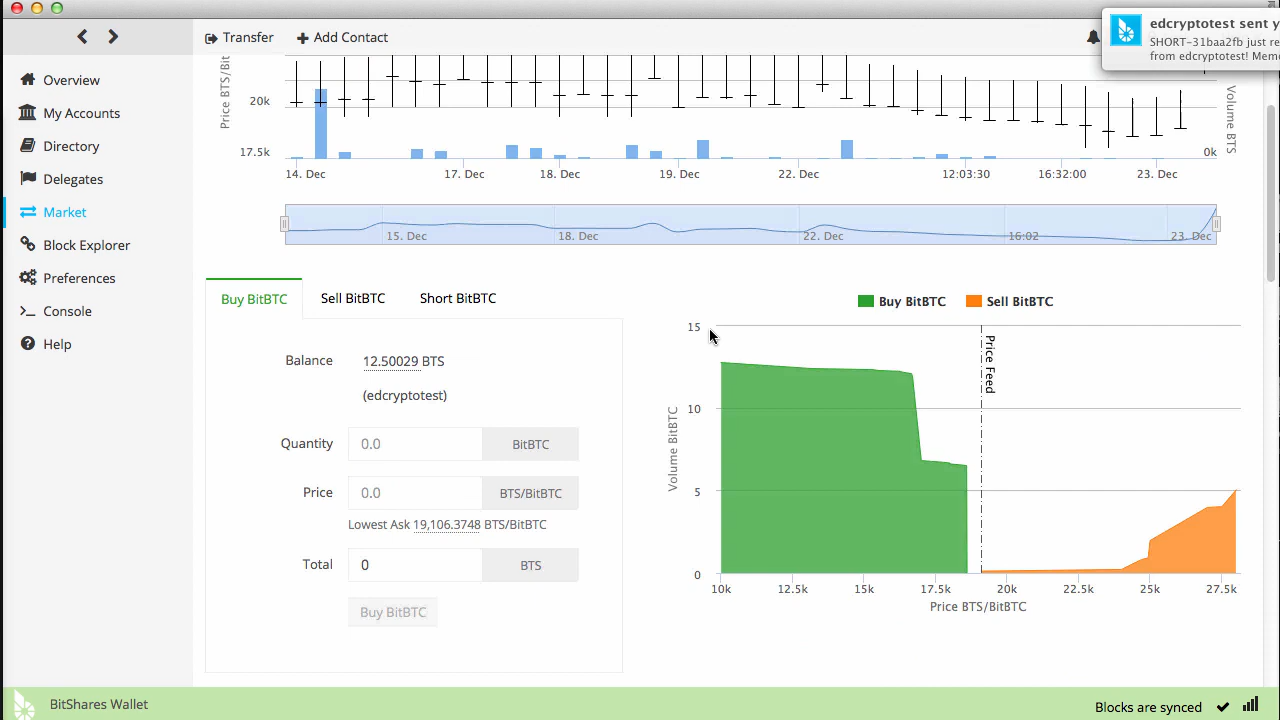 edcryptotest sent y
SHORT-31baa2fb just re
from edcryptotest! Mem
Transfer
Add Contact
Overview
My Accounts
Directory
Delegates
Market
Block Explorer
Preferences
Console
Help
Price BTS/Bit
20k
17.5k
Volume BTS
0k
14. Dec
17. Dec
18. Dec
19. Dec
22. Dec
12:03:30
16:32:00
23. Dec
15. Dec
18. Dec
22. Dec
16:02
23. Dec
Buy BitBTC
Sell BitBTC
Short BitBTC
Balance
12.50029 BTS
(edcryptotest)
Quantity
0.0
BitBTC
Price
0.0
BTS/BitBTC
Lowest Ask 19,106.3748 BTS/BitBTC
Total
0
BTS
Buy BitBTC
Buy BitBTC
Sell BitBTC
Volume BitBTC
15
10
5
0
Price Feed
10k
12.5k
15k
17.5k
20k
22.5k
25k
27.5k
Price BTS/BitBTC
BitShares Wallet
Blocks are synced